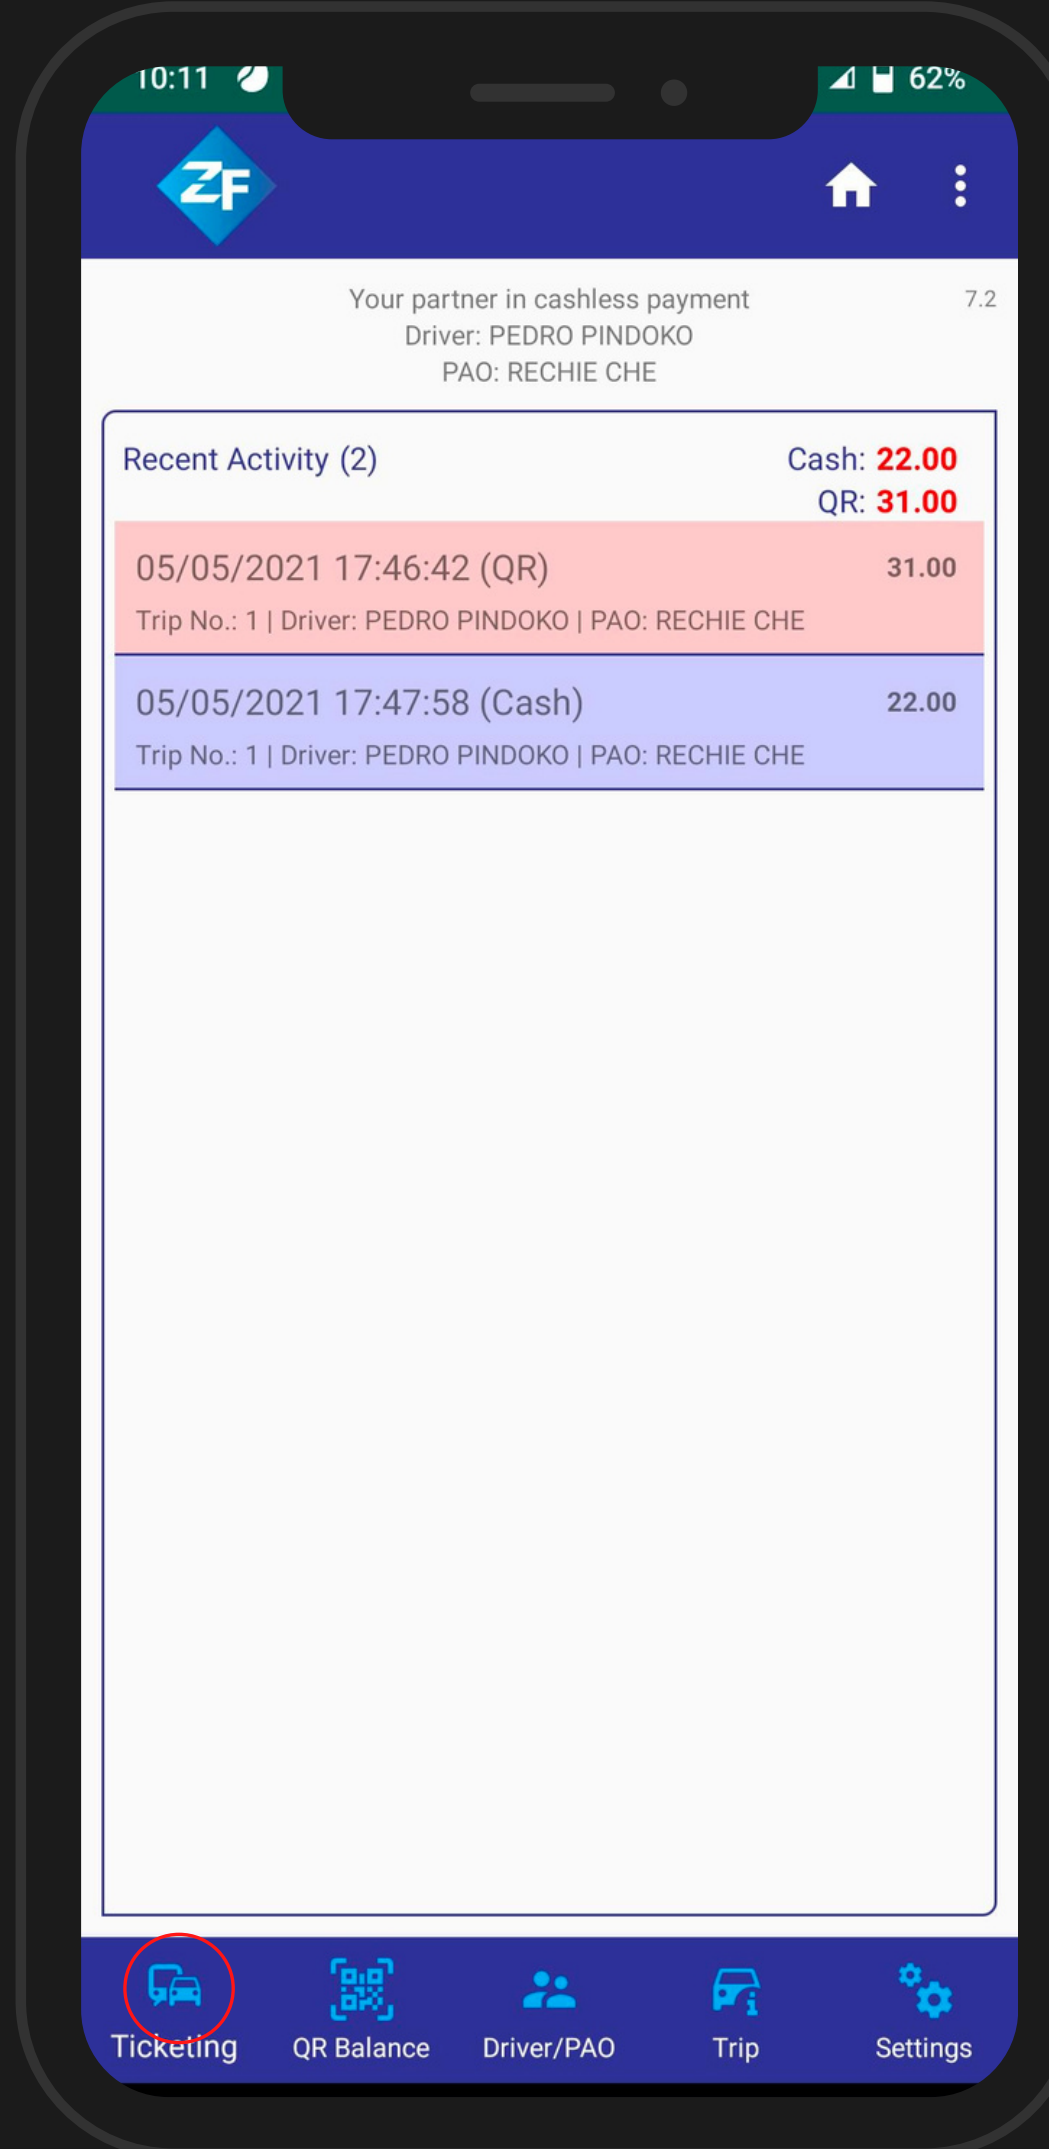 10:11
62%
ZF
Your partner in cashless payment
7.2
Driver: PEDRO PINDOKO
PAO: RECHIE CHE
Recent Activity (2)
Cash: 22.00
QR: 31.00
05/05/2021 17:46:42 (QR)
31.00
Trip No.: 1 | Driver: PEDRO PINDOKO | PAO: RECHIE CHE
05/05/2021 17:47:58 (Cash)
22.00
Trip No.: 1 | Driver: PEDRO PINDOKO | PAO: RECHIE CHE
Ticketing
QR Balance
Driver/PAO
Trip
Settings